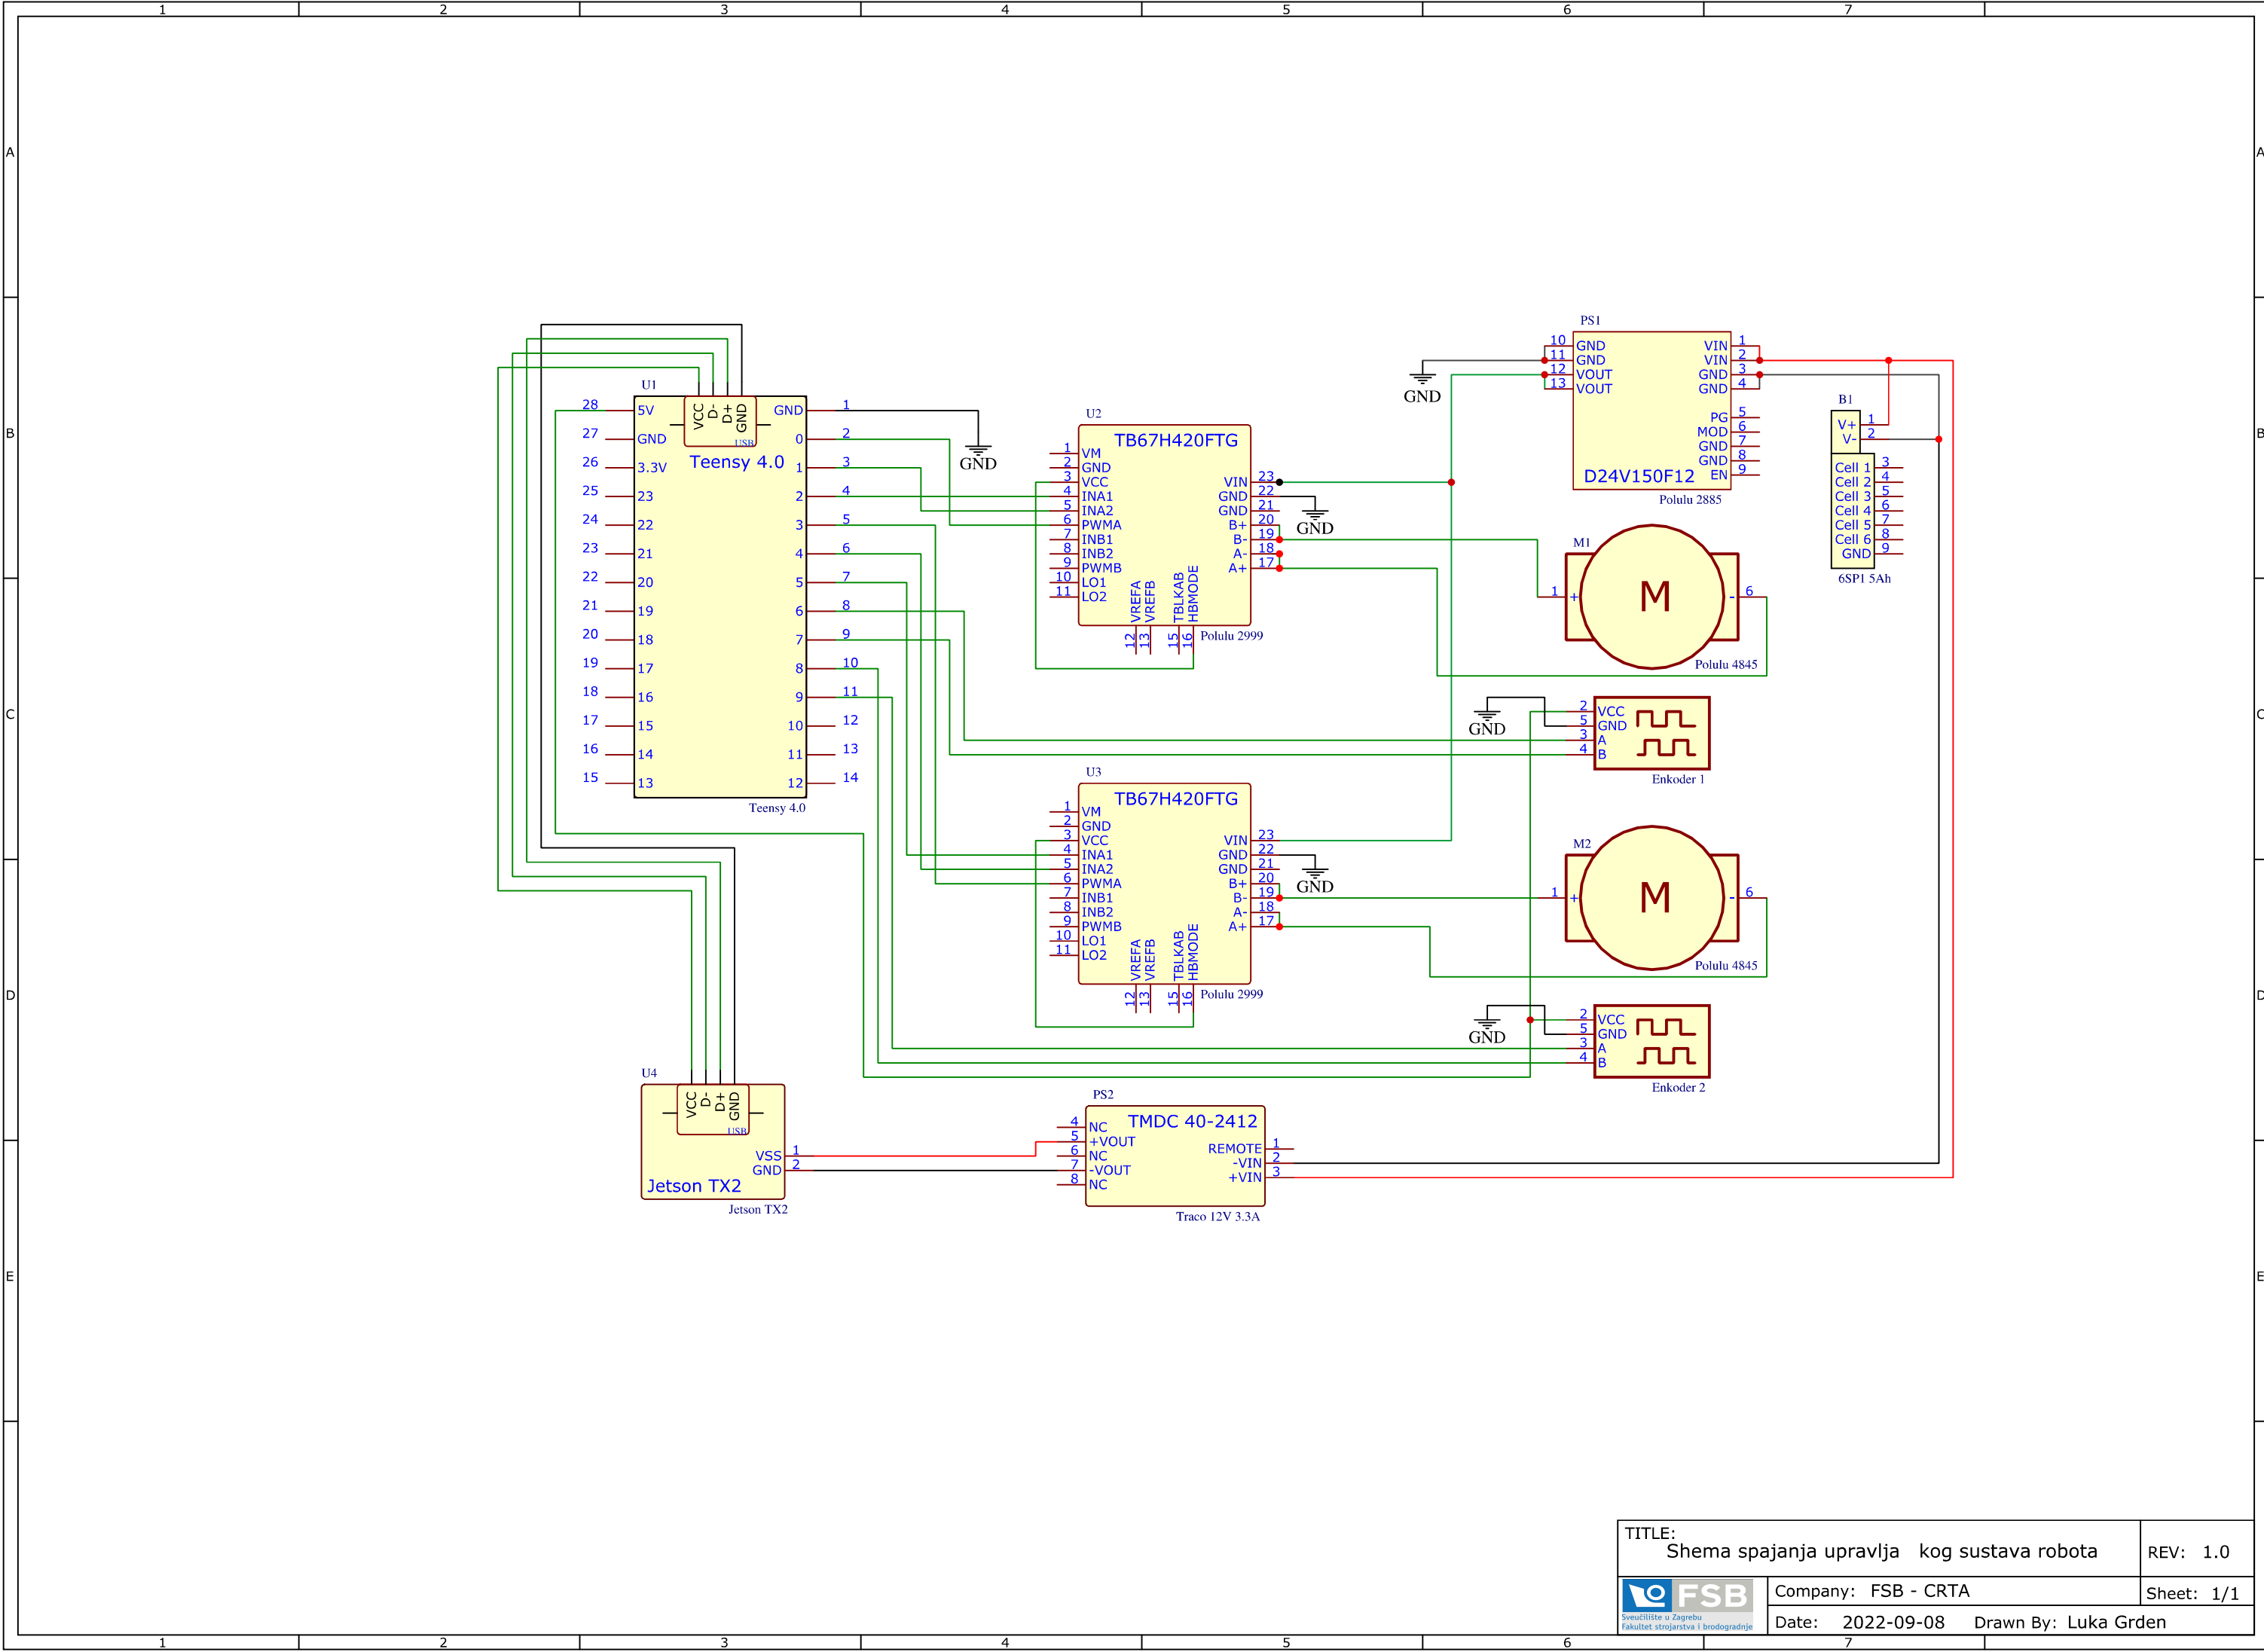 1 2 3 4 5 6 7
A A
B B
C C
D D
E E
U1
VCC
D-
D+
GND
USB
Teensy 4.0
28 5V
27 GND
26 3.3V
25 23
24 22
23 21
22 20
21 19
20 18
19 17
18 16
17 15
16 14
15 13
GND 1
0 2
1 3
2 4
3 5
4 6
5 7
6 8
7 9
8 10
9 11
10 12
11 13
12 14
Teensy 4.0
GND
U2
TB67H420FTG
1 VM
2 GND
3 VCC
4 INA1
5 INA2
6 PWMA
7 INB1
8 INB2
9 PWMB
10 LO1
11 LO2
VIN 23
GND 22
GND 21
B+ 20
B- 19
A- 18
A+ 17
VREFA 12
VREFB 13
TBLKAB 15
HBMODE 16
Polulu 2999
GND
U3
TB67H420FTG
1 VM
2 GND
3 VCC
4 INA1
5 INA2
6 PWMA
7 INB1
8 INB2
9 PWMB
10 LO1
11 LO2
VIN 23
GND 22
GND 21
B+ 20
B- 19
A- 18
A+ 17
VREFA 12
VREFB 13
TBLKAB 15
HBMODE 16
Polulu 2999
GND
PS1
10 GND
11 GND
12 VOUT
13 VOUT
VIN 1
VIN 2
GND 3
GND 4
PG 5
MOD 6
GND 7
GND 8
EN 9
D24V150F12
Polulu 2885
GND
B1
V+ 1
V- 2
Cell 1 3
Cell 2 4
Cell 3 5
Cell 4 6
Cell 5 7
Cell 6 8
GND 9
6SP1 5Ah
M1
1 + M - 6
Polulu 4845
GND
2 VCC
5 GND
3 A
4 B
Enkoder 1
M2
1 + M - 6
Polulu 4845
GND
2 VCC
5 GND
3 A
4 B
Enkoder 2
U4
VCC
D-
D+
GND
USB
VSS 1
GND 2
Jetson TX2
Jetson TX2
PS2
TMDC 40-2412
4 NC
5 +VOUT
6 NC
7 -VOUT
8 NC
REMOTE 1
-VIN 2
+VIN 3
Traco 12V 3.3A
TITLE:
Shema spajanja upravlja kog sustava robota
REV: 1.0
FSB
Sveučilište u Zagrebu
Fakultet strojarstva i brodogradnje
Company: FSB - CRTA
Sheet: 1/1
Date: 2022-09-08 Drawn By: Luka Grden
1 2 3 4 5 6 7